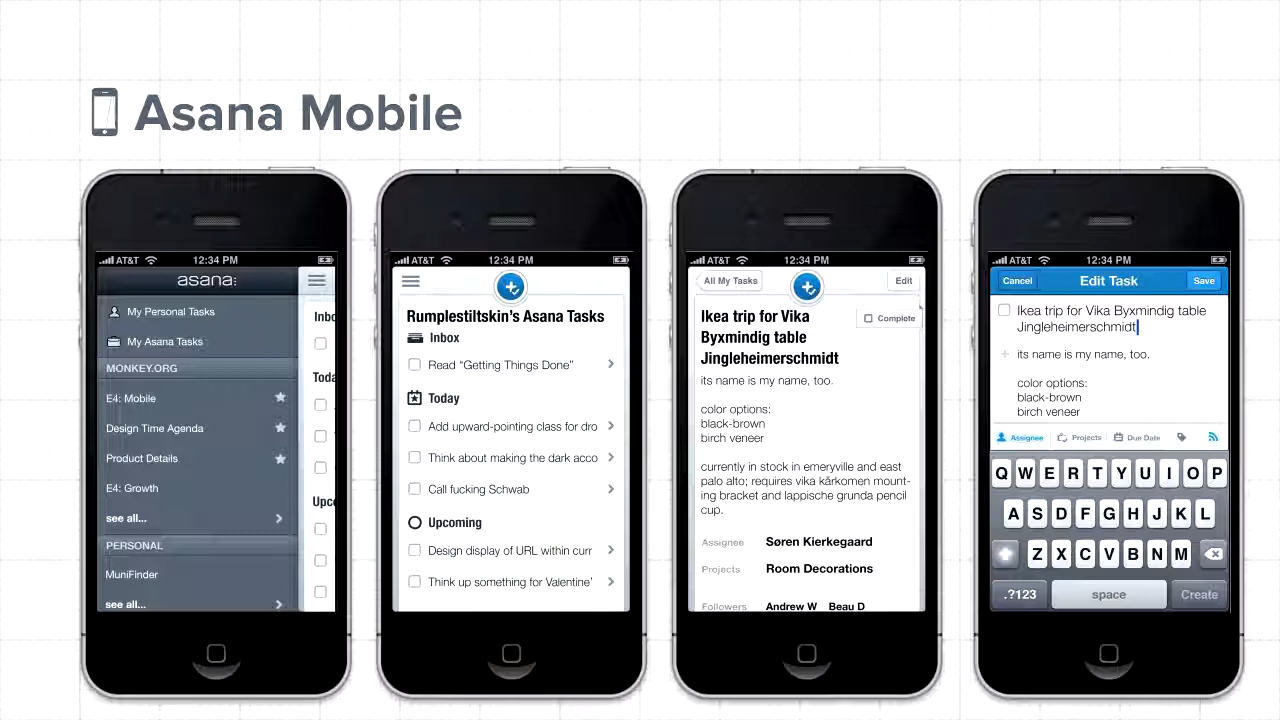 Asana Mobile
AT&T 12:34 PM
asana:
My Personal Tasks
My Asana Tasks
MONKEY.ORG
E4: Mobile
Design Time Agenda
Product Details
E4: Growth
see all...
PERSONAL
MuniFinder
see all...
Inbo
Toda
Upco
AT&T 12:34 PM
Rumplestiltskin's Asana Tasks
Inbox
Read “Getting Things Done”
Today
Add upward-pointing class for dro
Think about making the dark acco
Call fucking Schwab
Upcoming
Design display of URL within curr
Think up something for Valentine'
AT&T 12:34 PM
All My Tasks Edit
Ikea trip for Vika
Byxmindig table
Jingleheimerschmidt
Complete
its name is my name, too.
color options:
black-brown
birch veneer
currently in stock in emeryville and east
palo alto; requires vika kårkomen mount-
ing bracket and lappische grunda pencil
cup.
Assignee Søren Kierkegaard
Projects Room Decorations
Followers Andrew W Beau D
AT&T 12:34 PM
Cancel Edit Task Save
Ikea trip for Vika Byxmindig table
Jingleheimerschmidt
its name is my name, too.
color options:
black-brown
birch veneer
Assignee Projects Due Date
Q W E R T Y U I O P
A S D F G H J K L
Z X C V B N M
.?123 space Create